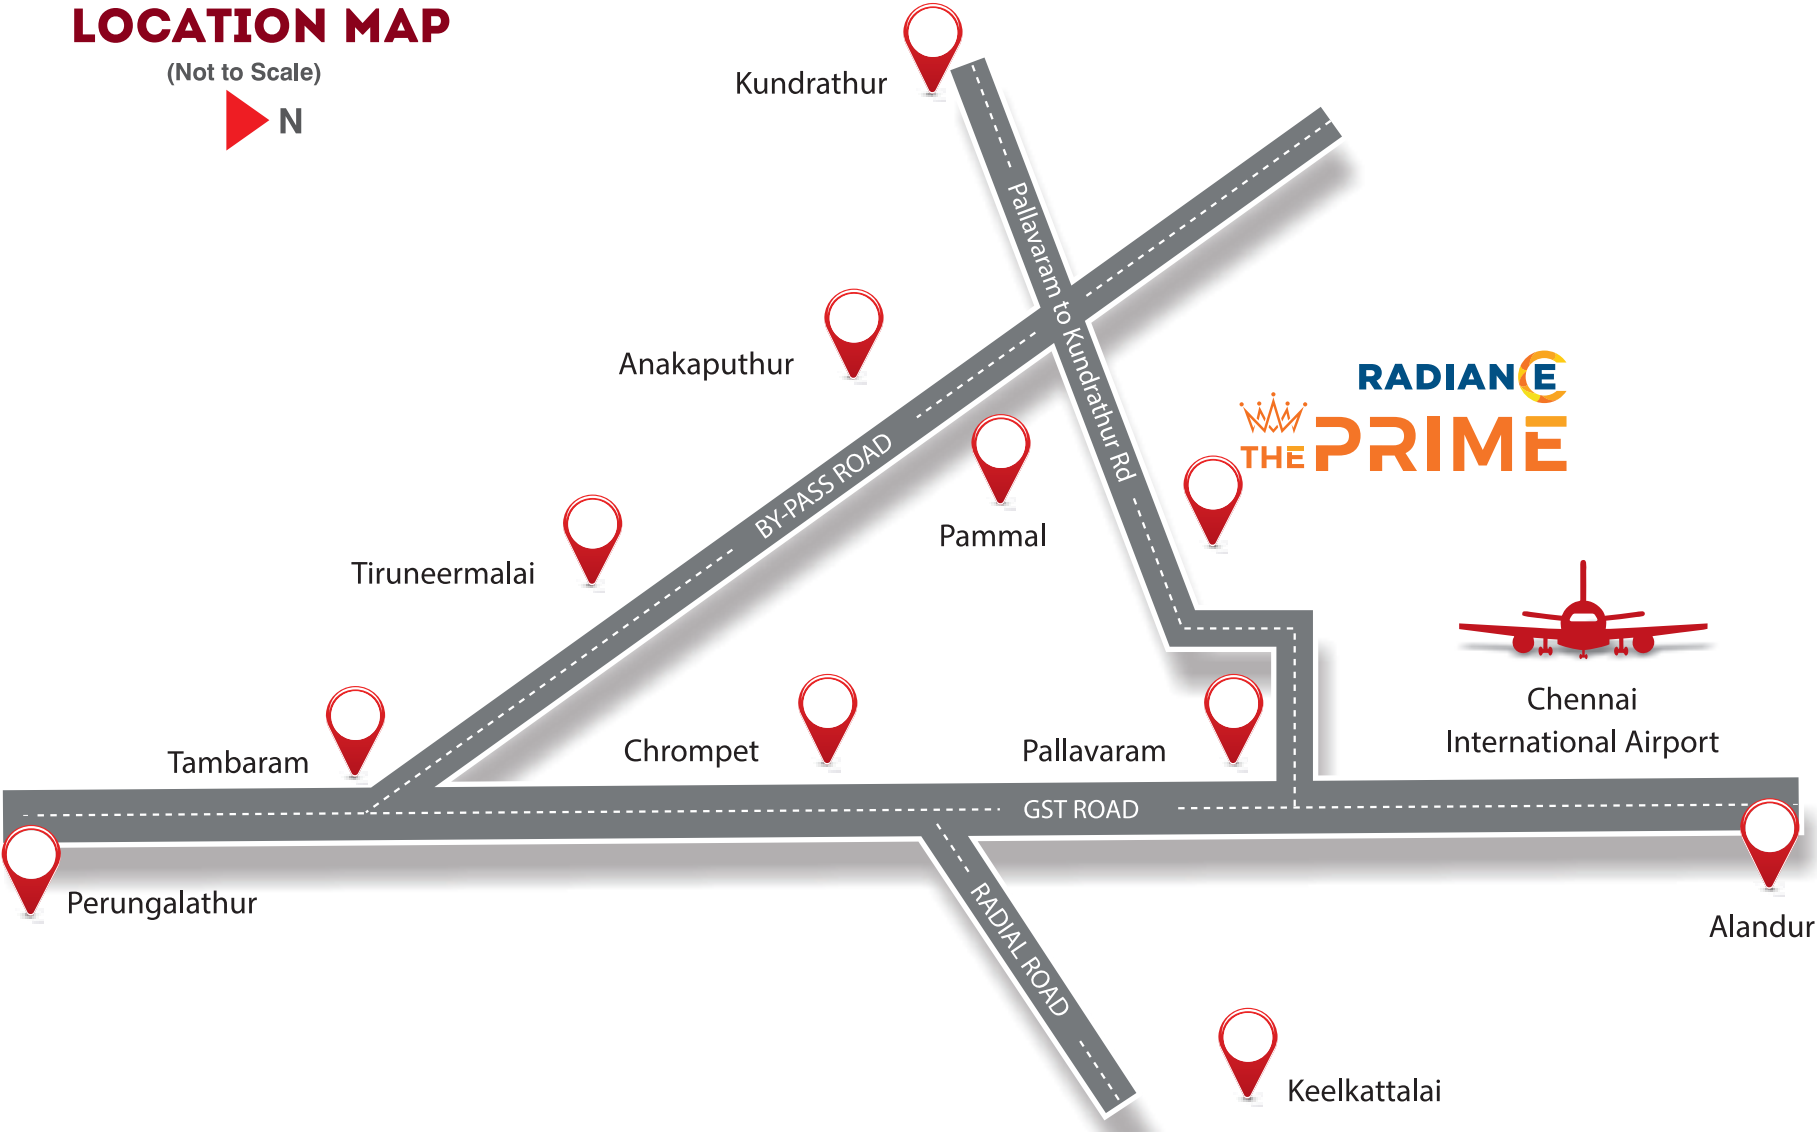 LOCATION MAP
(Not to Scale)
N
Kundrathur
Pallavaram to Kundrathur Rd
Anakaputhur
RADIANCE
THE PRIME
BY-PASS ROAD
Pammal
Tiruneermalai
Chennai
International Airport
Tambaram
Chrompet
Pallavaram
GST ROAD
Perungalathur
RADIAL ROAD
Alandur
Keelkattalai